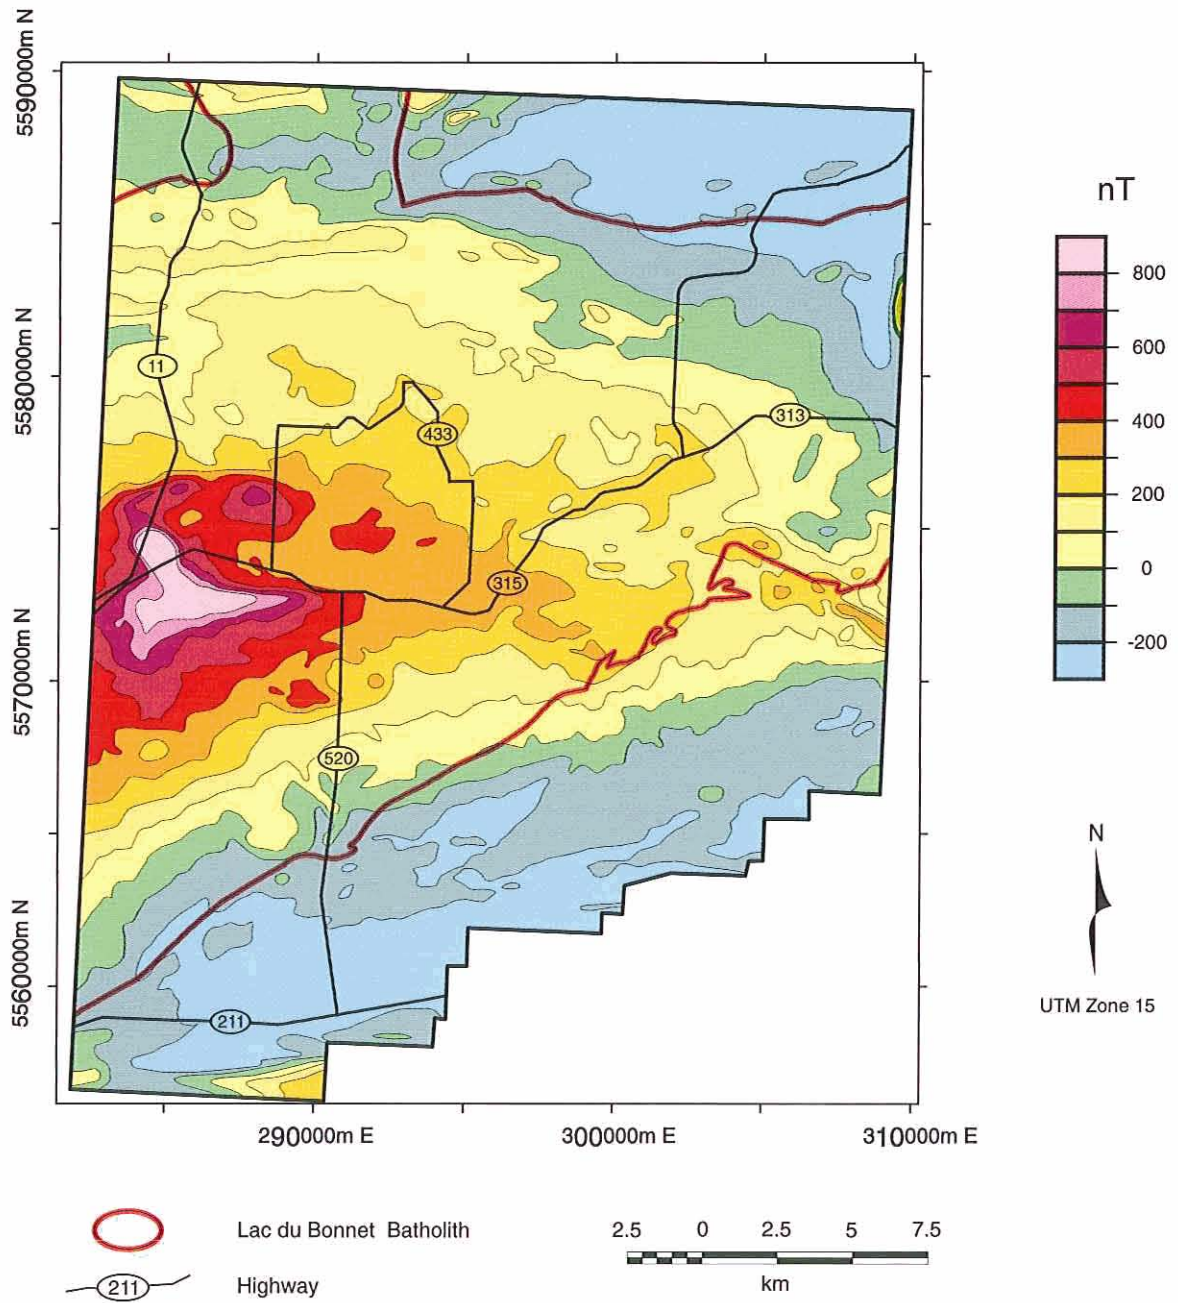 5590000m N
5580000m N
5570000m N
5560000m N
11
433
313
315
520
211
290000m E
300000m E
310000m E
nT
800
600
400
200
0
-200
N
UTM Zone 15
Lac du Bonnet Batholith
211
Highway
2.5 0 2.5 5 7.5
km